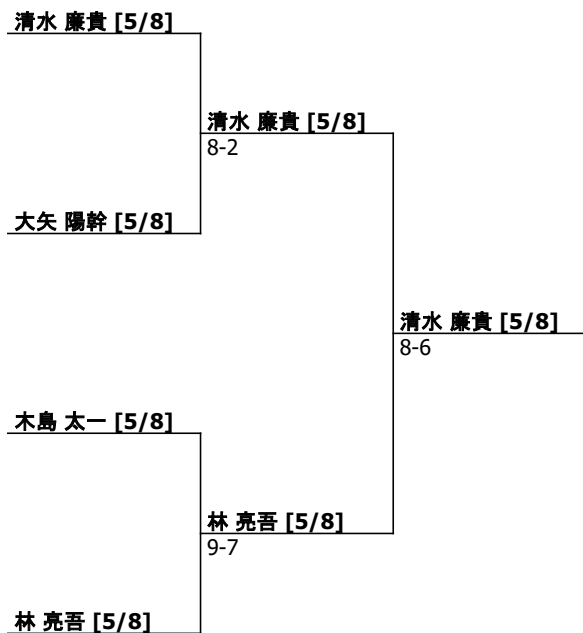 清水 廉貴 [5/8]
清水 廉貴 [5/8]
8-2
大矢 陽幹 [5/8]
清水 廉貴 [5/8]
8-6
木島 太一 [5/8]
林 亮吾 [5/8]
9-7
林 亮吾 [5/8]